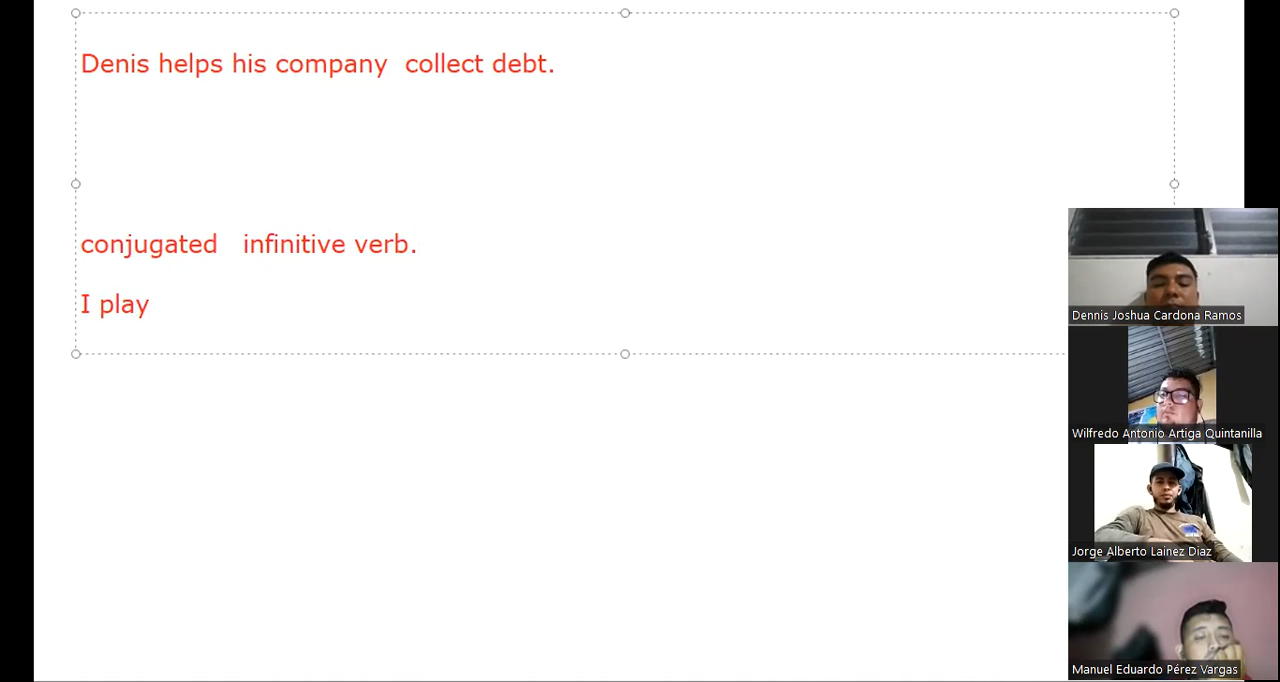 Denis helps his company  collect debt.
conjugated   infinitive verb.
I play
Dennis Joshua Cardona Ramos
Wilfredo Antonio Artiga Quintanilla
Jorge Alberto Lainez Diaz
Manuel Eduardo Pérez Vargas